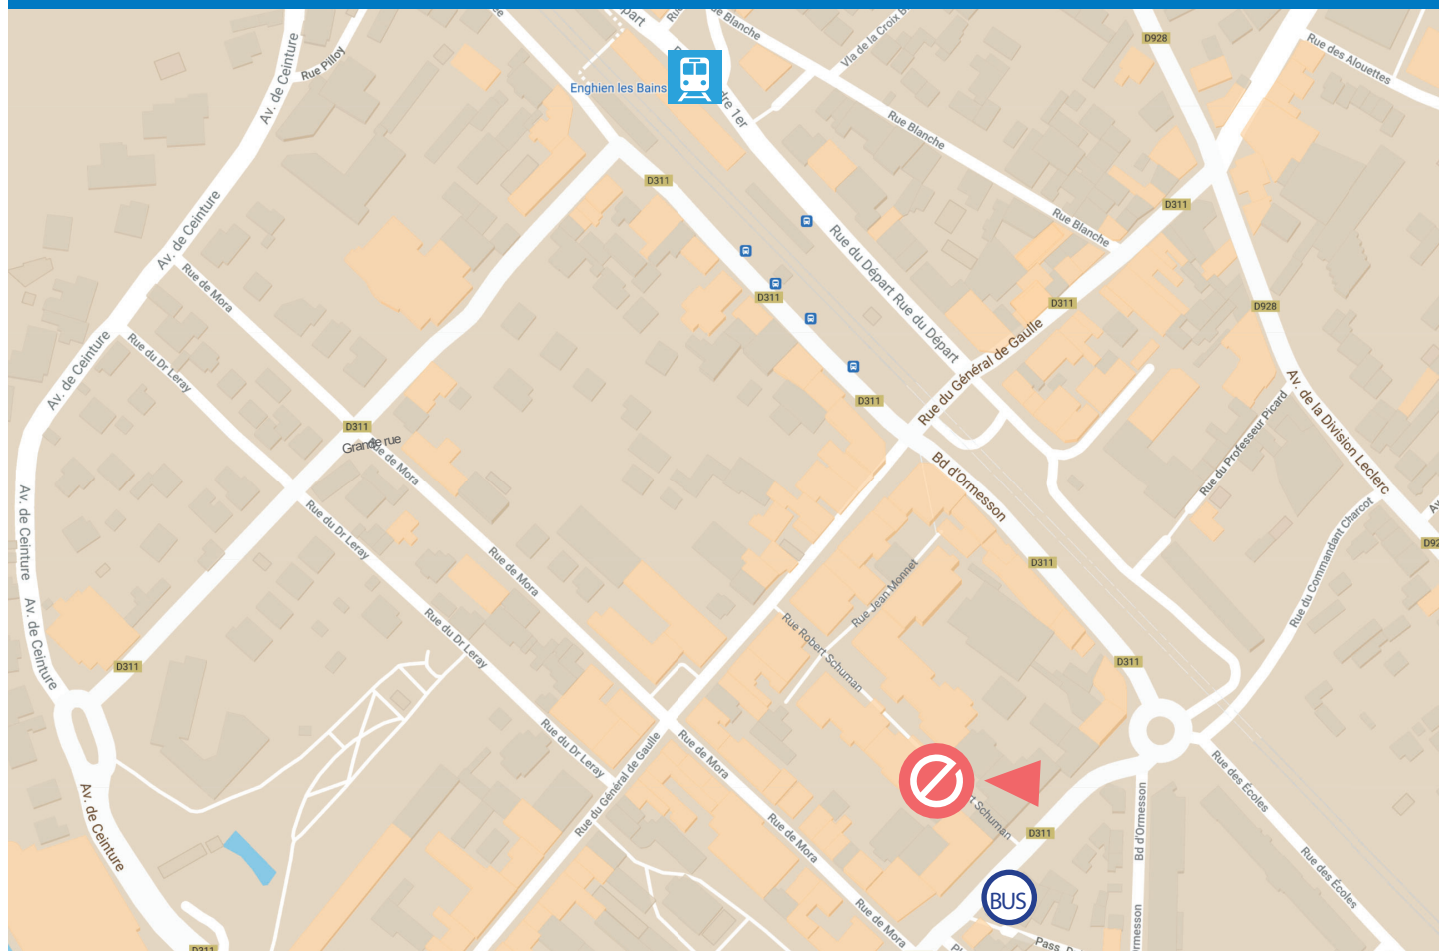 Rue Blanche
Via de la Croix B
D928
Rue des Alouettes
Av. de Ceinture
Rue Pilloy
Enghien les Bains
dre 1er
Rue Blanche
D311
D311
Rue Blanche
Av. de Ceinture
Rue de Mora
Rue du Départ
Rue du Départ
D311
D311
D928
Av. de Ceinture
Rue du Dr Leray
Rue du Général de Gaulle
Av. de la Division Leclerc
D311
D311
Grande rue
Rue de Mora
Bd d'Ormesson
Rue du Professeur Picard
Av. de Ceinture
Rue du Dr Leray
Rue de Mora
D311
Rue du Commandant Charcot
D92
Av
Rue Jean Monnet
Rue Robert Schuman
Av. de Ceinture
Rue du Dr Leray
D311
D311
Rue du Dr Leray
Rue du Général de Gaulle
Rue de Mora
Rue des Écoles
Av. de Ceinture
t Schuman
D311
Bd d'Ormesson
Rue de Mora
Rue des Écoles
BUS
Rue de Mora
rmesson
Pass. D
D311